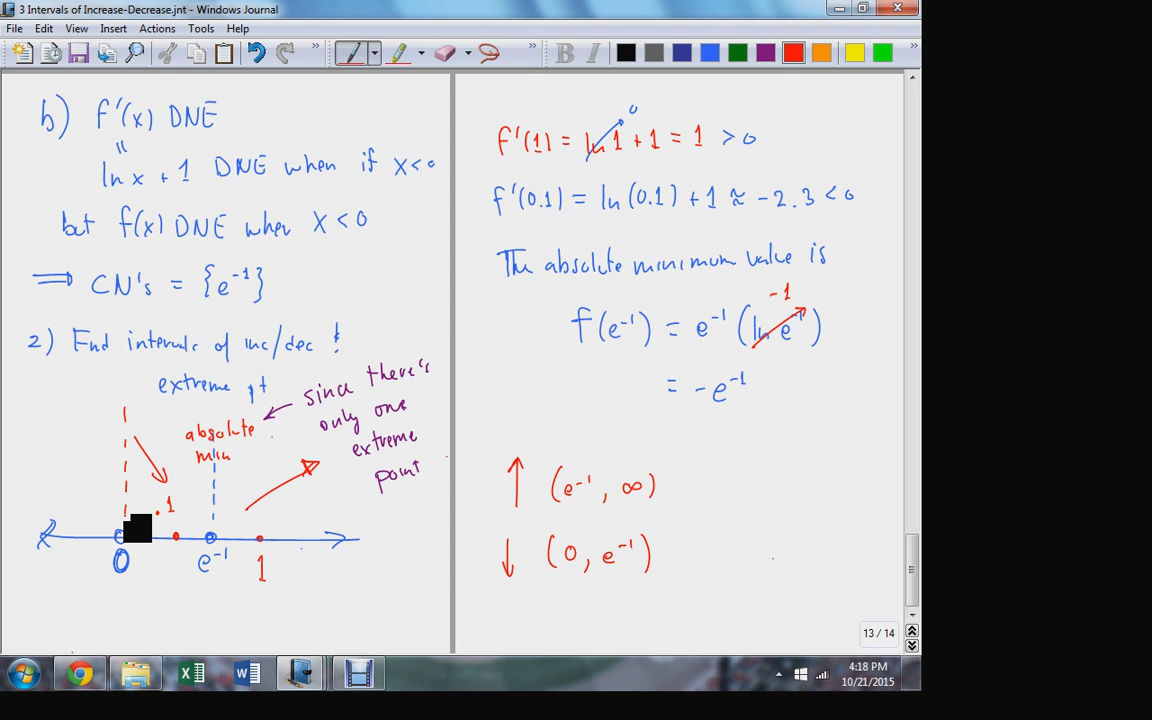 3 Intervals of Increase-Decrease.jnt - Windows Journal
File Edit View Insert Actions Tools Help
b) f'(x) DNE
"
ln x + 1 DNE when if x<0
but f(x) DNE when x<0
⟹ CN's = {e⁻¹}
2) End intervals of inc/dec &
extreme pt
since there's
only one
extreme
point
absolute
min
.1
0
e⁻¹
1
f'(1) = ln 1 + 1 = 1 > 0
0
f'(0.1) = ln(0.1) + 1 ≈ -2.3 < 0
The absolute minimum value is
-1
f(e⁻¹) = e⁻¹ (ln e⁻¹)
= -e⁻¹
↑ (e⁻¹, ∞)
↓ (0, e⁻¹)
13 / 14
4:18 PM
10/21/2015